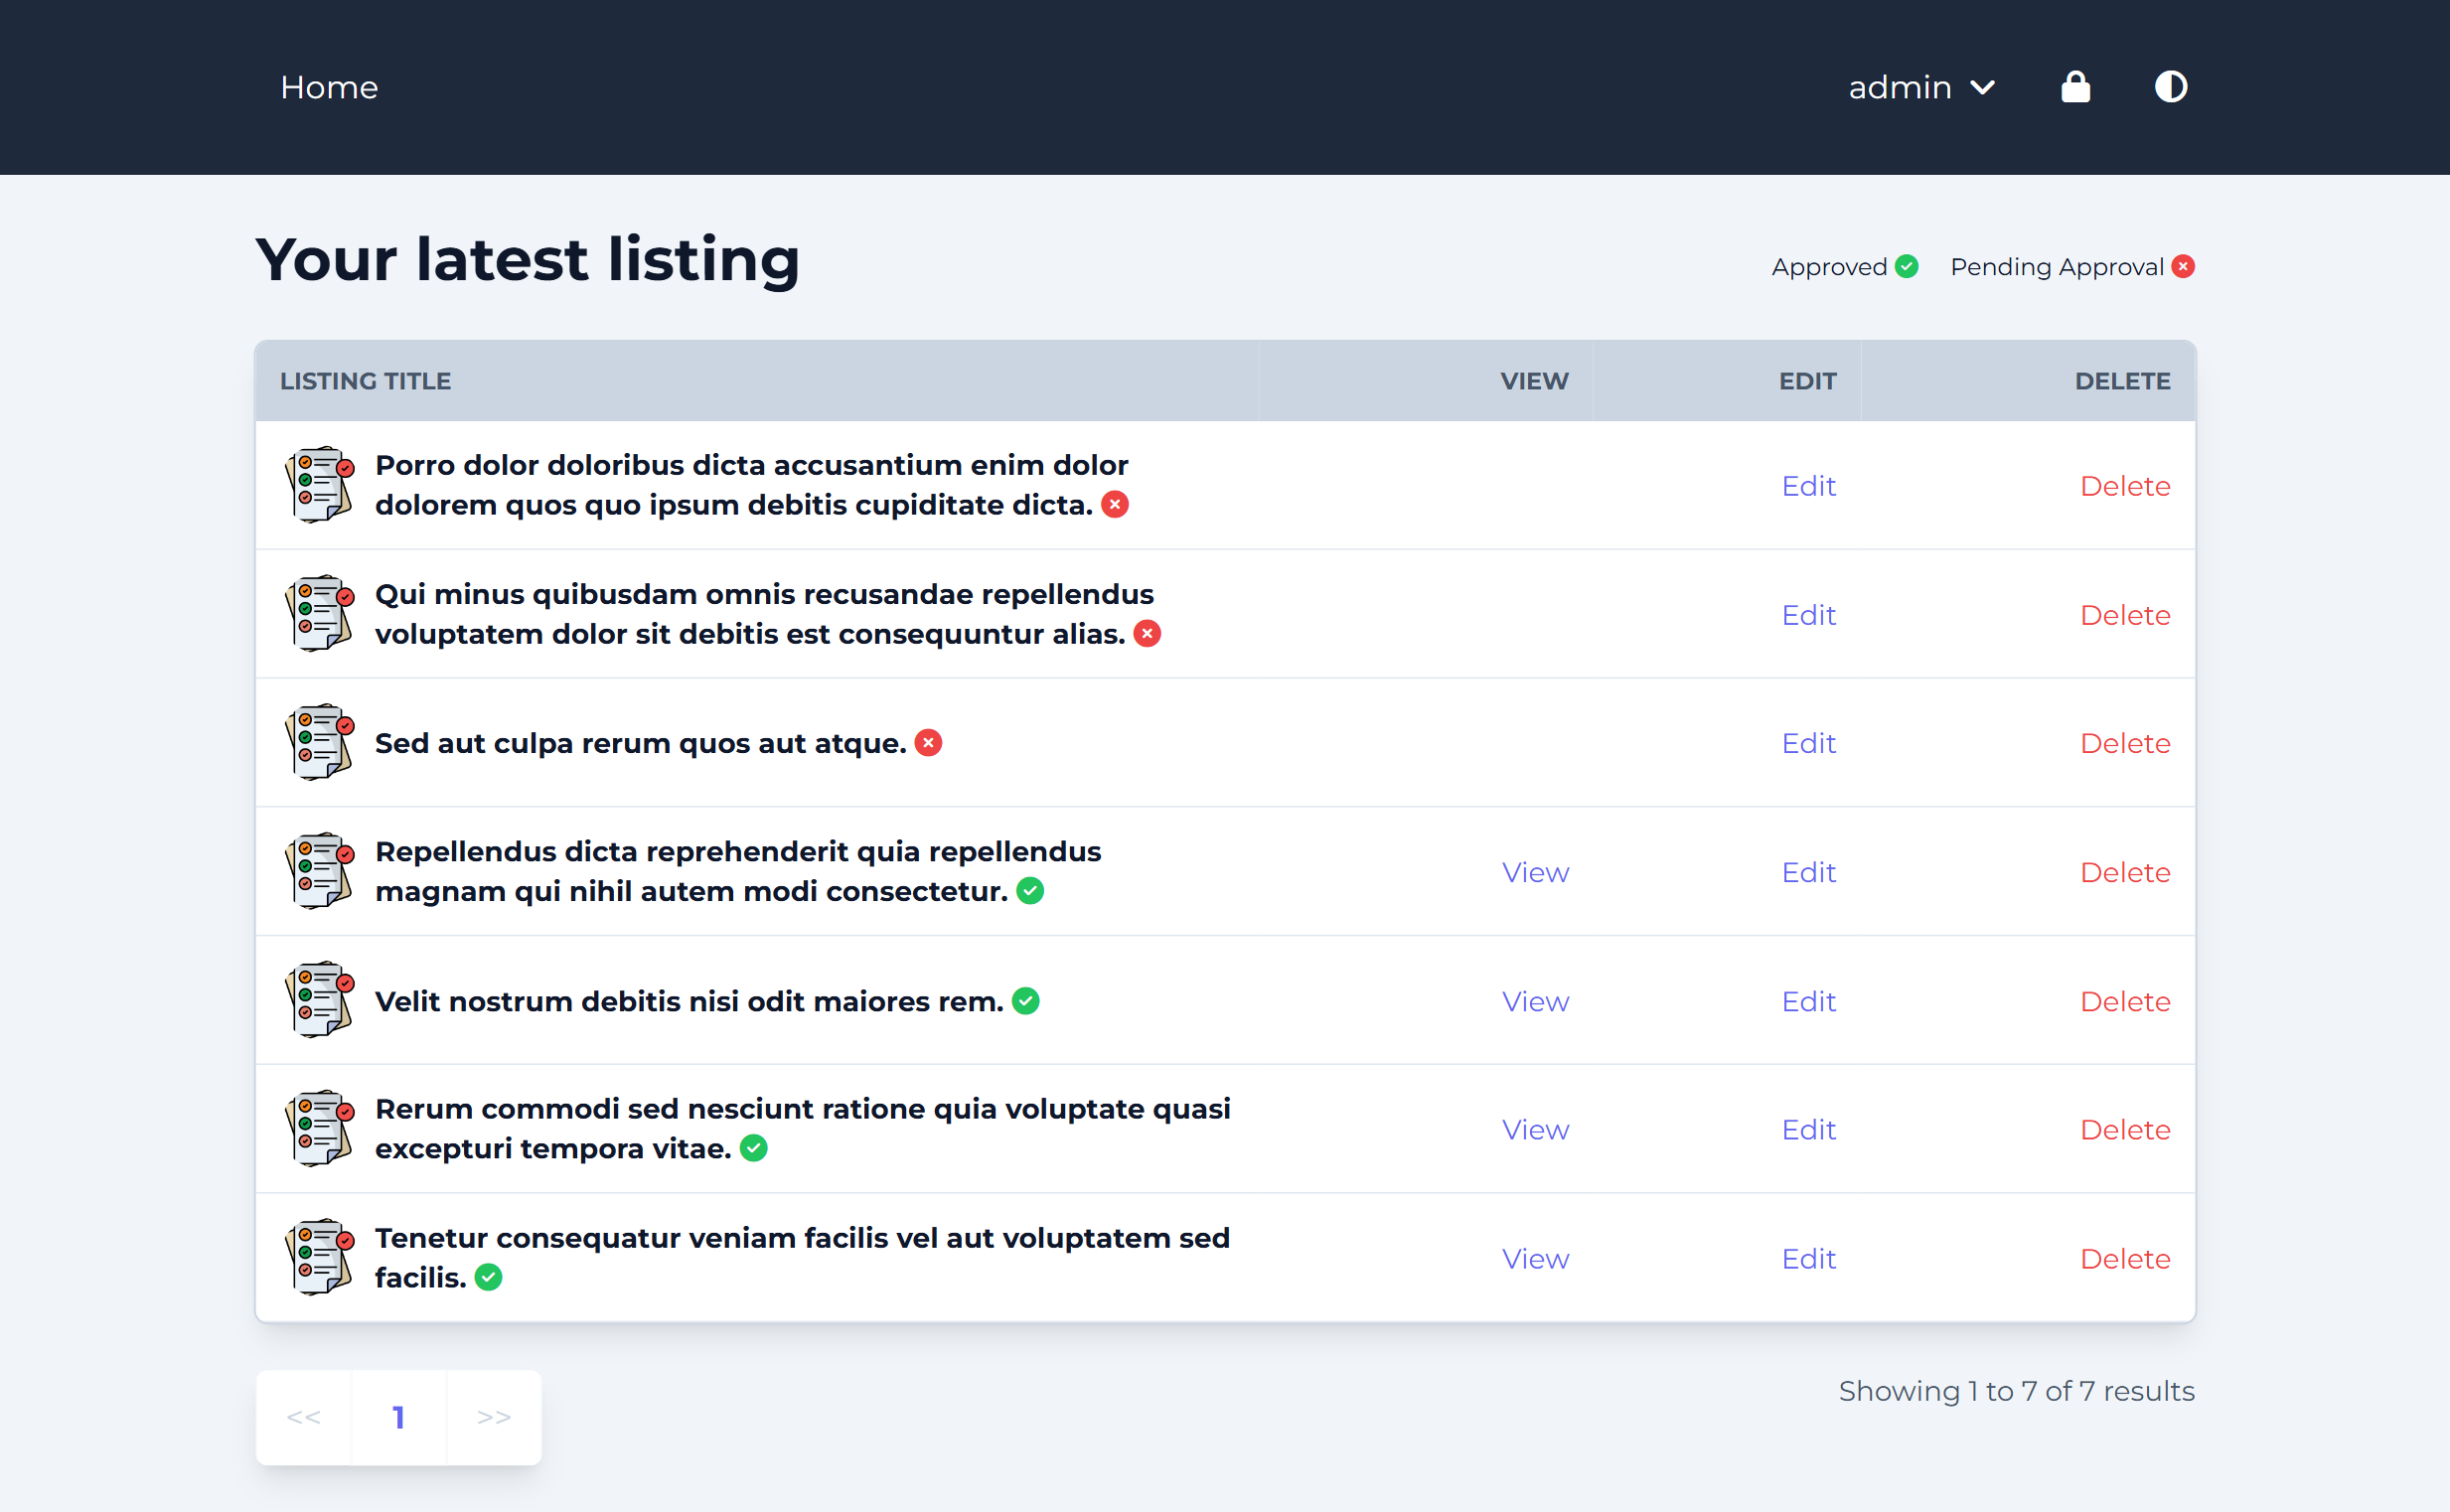 Home
admin
Your latest listing
Approved
Pending Approval
LISTING TITLE VIEW EDIT DELETE
Porro dolor doloribus dicta accusantium enim dolor
dolorem quos quo ipsum debitis cupiditate dicta.
Edit Delete
Qui minus quibusdam omnis recusandae repellendus
voluptatem dolor sit debitis est consequuntur alias.
Edit Delete
Sed aut culpa rerum quos aut atque.
Edit Delete
Repellendus dicta reprehenderit quia repellendus
magnam qui nihil autem modi consectetur.
View Edit Delete
Velit nostrum debitis nisi odit maiores rem.
View Edit Delete
Rerum commodi sed nesciunt ratione quia voluptate quasi
excepturi tempora vitae.
View Edit Delete
Tenetur consequatur veniam facilis vel aut voluptatem sed
facilis.
View Edit Delete
<< 1 >>
Showing 1 to 7 of 7 results